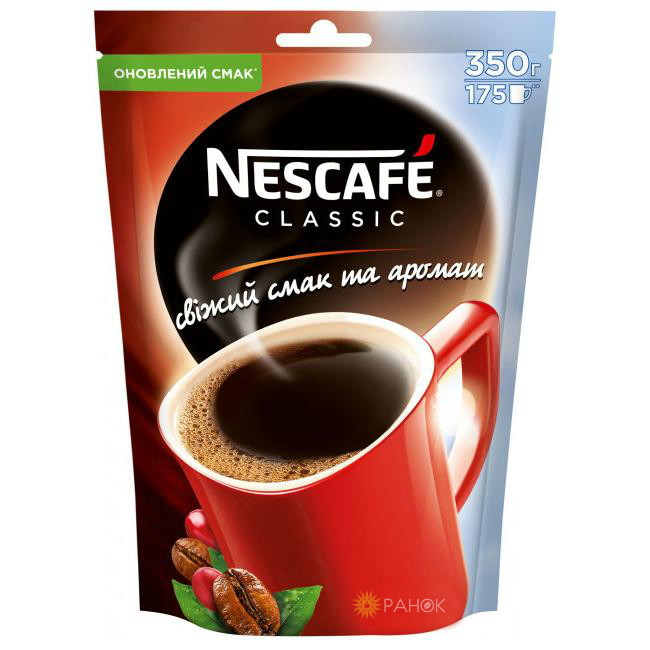 ОНОВЛЕНИЙ СМАК*
350г
175**
NESCAFÉ®
CLASSIC
свіжий смак та аромат
РАНОК